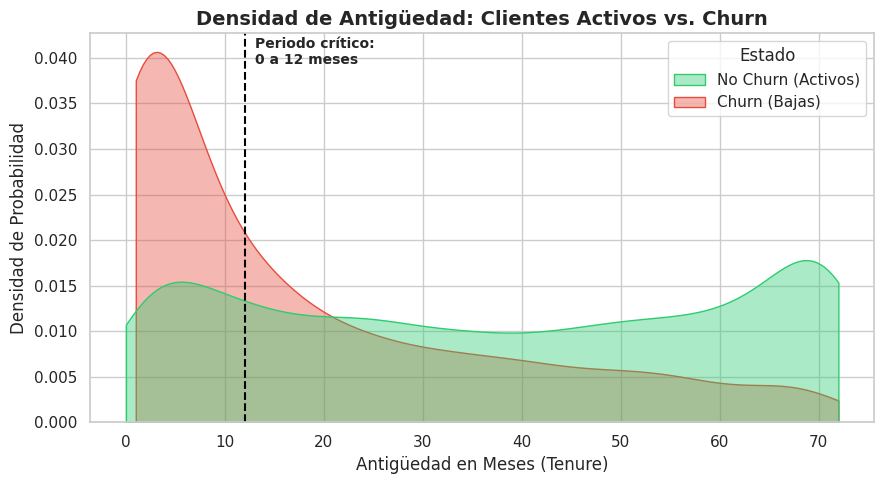 Densidad de Antigüedad: Clientes Activos vs. Churn
Periodo crítico:
0 a 12 meses
Estado
No Churn (Activos)
Churn (Bajas)
Densidad de Probabilidad
0.040
0.035
0.030
0.025
0.020
0.015
0.010
0.005
0.000
0 10 20 30 40 50 60 70
Antigüedad en Meses (Tenure)